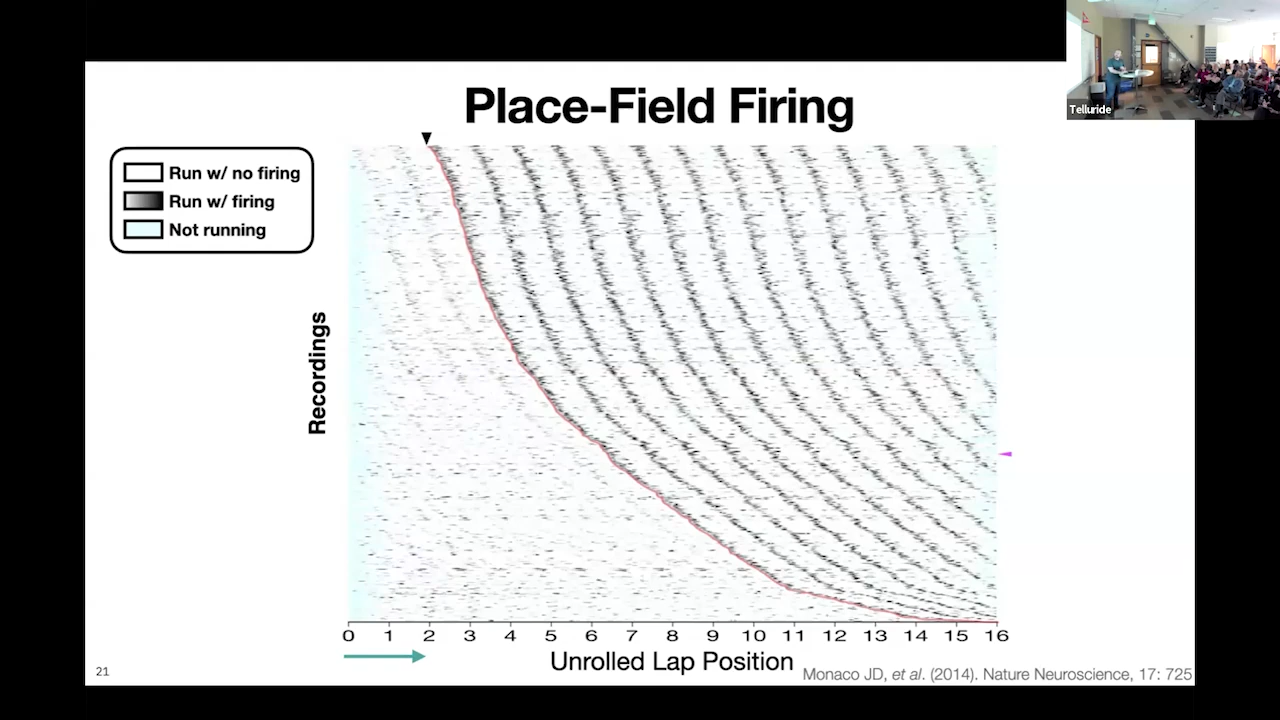 Telluride
Place-Field Firing
Run w/ no firing
Run w/ firing
Not running
Recordings
0 1 2 3 4 5 6 7 8 9 10 11 12 13 14 15 16
Unrolled Lap Position
21
Monaco JD, et al. (2014). Nature Neuroscience, 17: 725